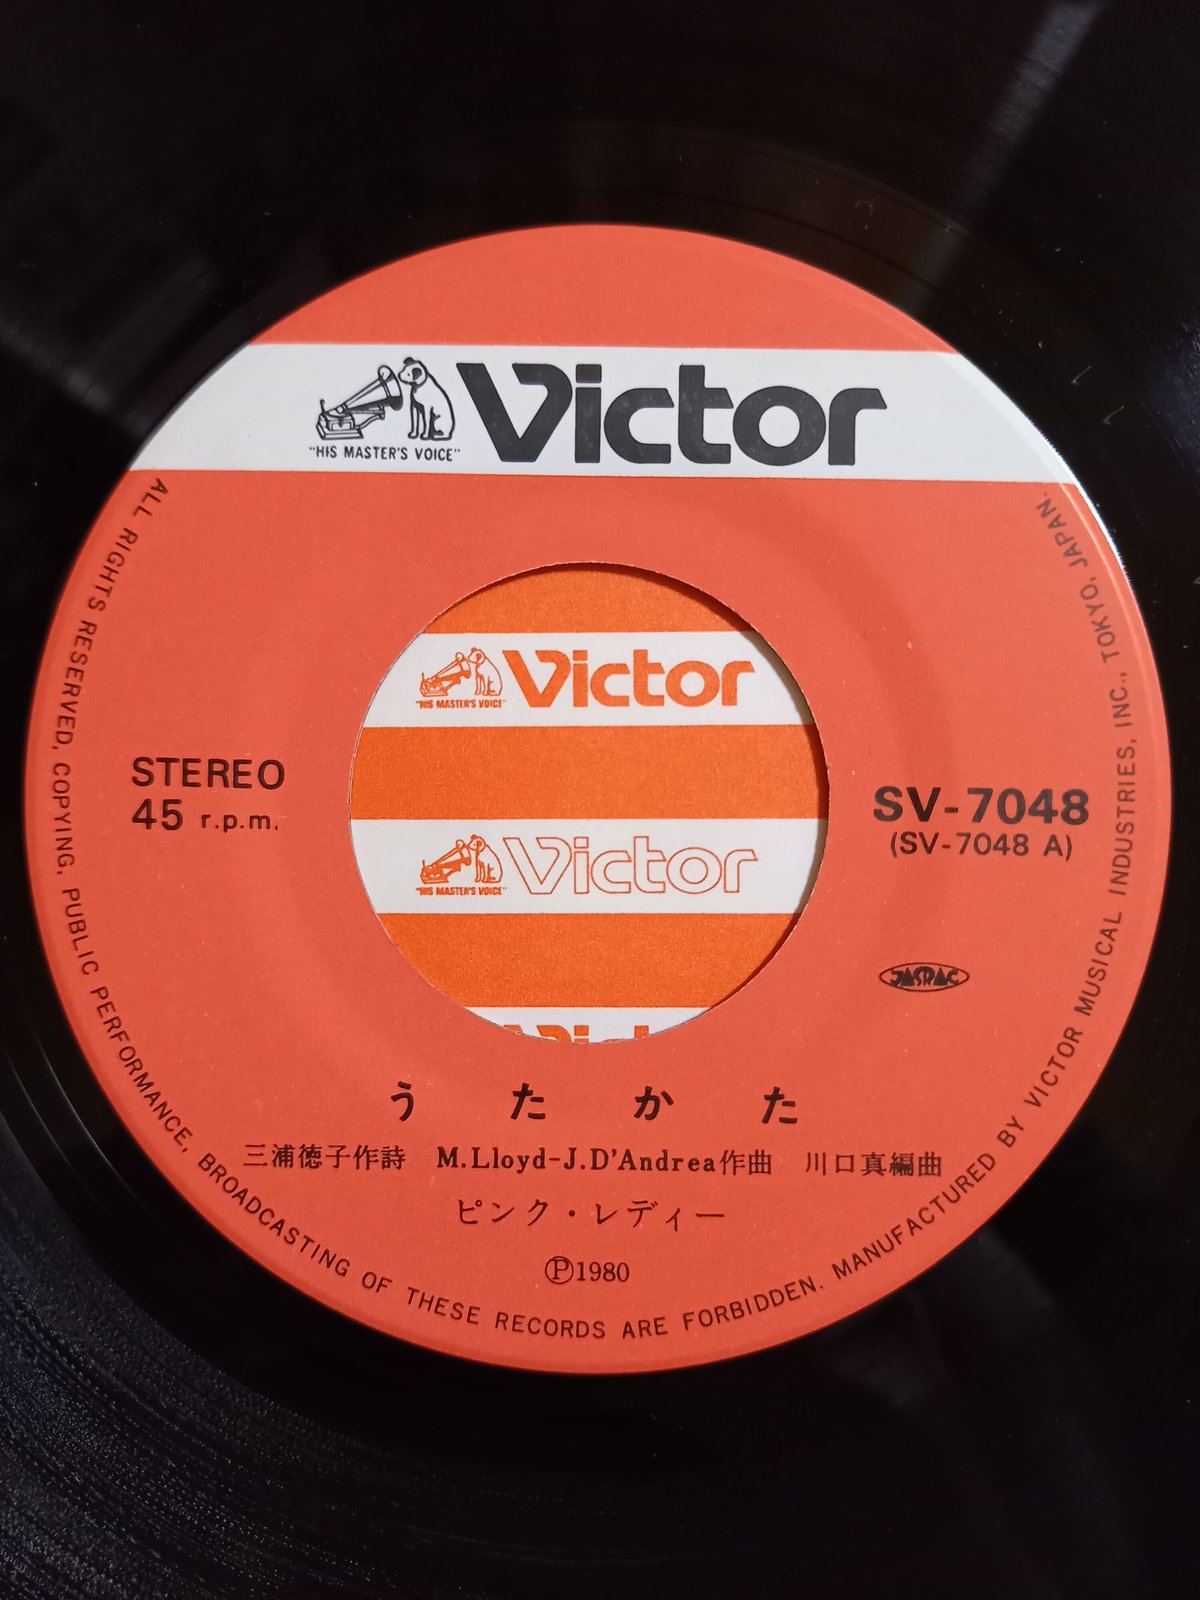 "HIS MASTER'S VOICE"
Victor
"HIS MASTER'S VOICE"
Victor
STEREO
45 r.p.m.
SV-7048
(SV-7048 A)
"HIS MASTER'S VOICE"
Victor
JASRAC
うたかた
三浦徳子作詩 M.Lloyd-J.D'Andrea作曲 川口真編曲
ピンク・レディー
Ⓟ1980
ALL RIGHTS RESERVED, COPYING, PUBLIC PERFORMANCE, BROADCASTING OF THESE RECORDS ARE FORBIDDEN. MANUFACTURED BY VICTOR MUSICAL INDUSTRIES, INC., TOKYO, JAPAN.